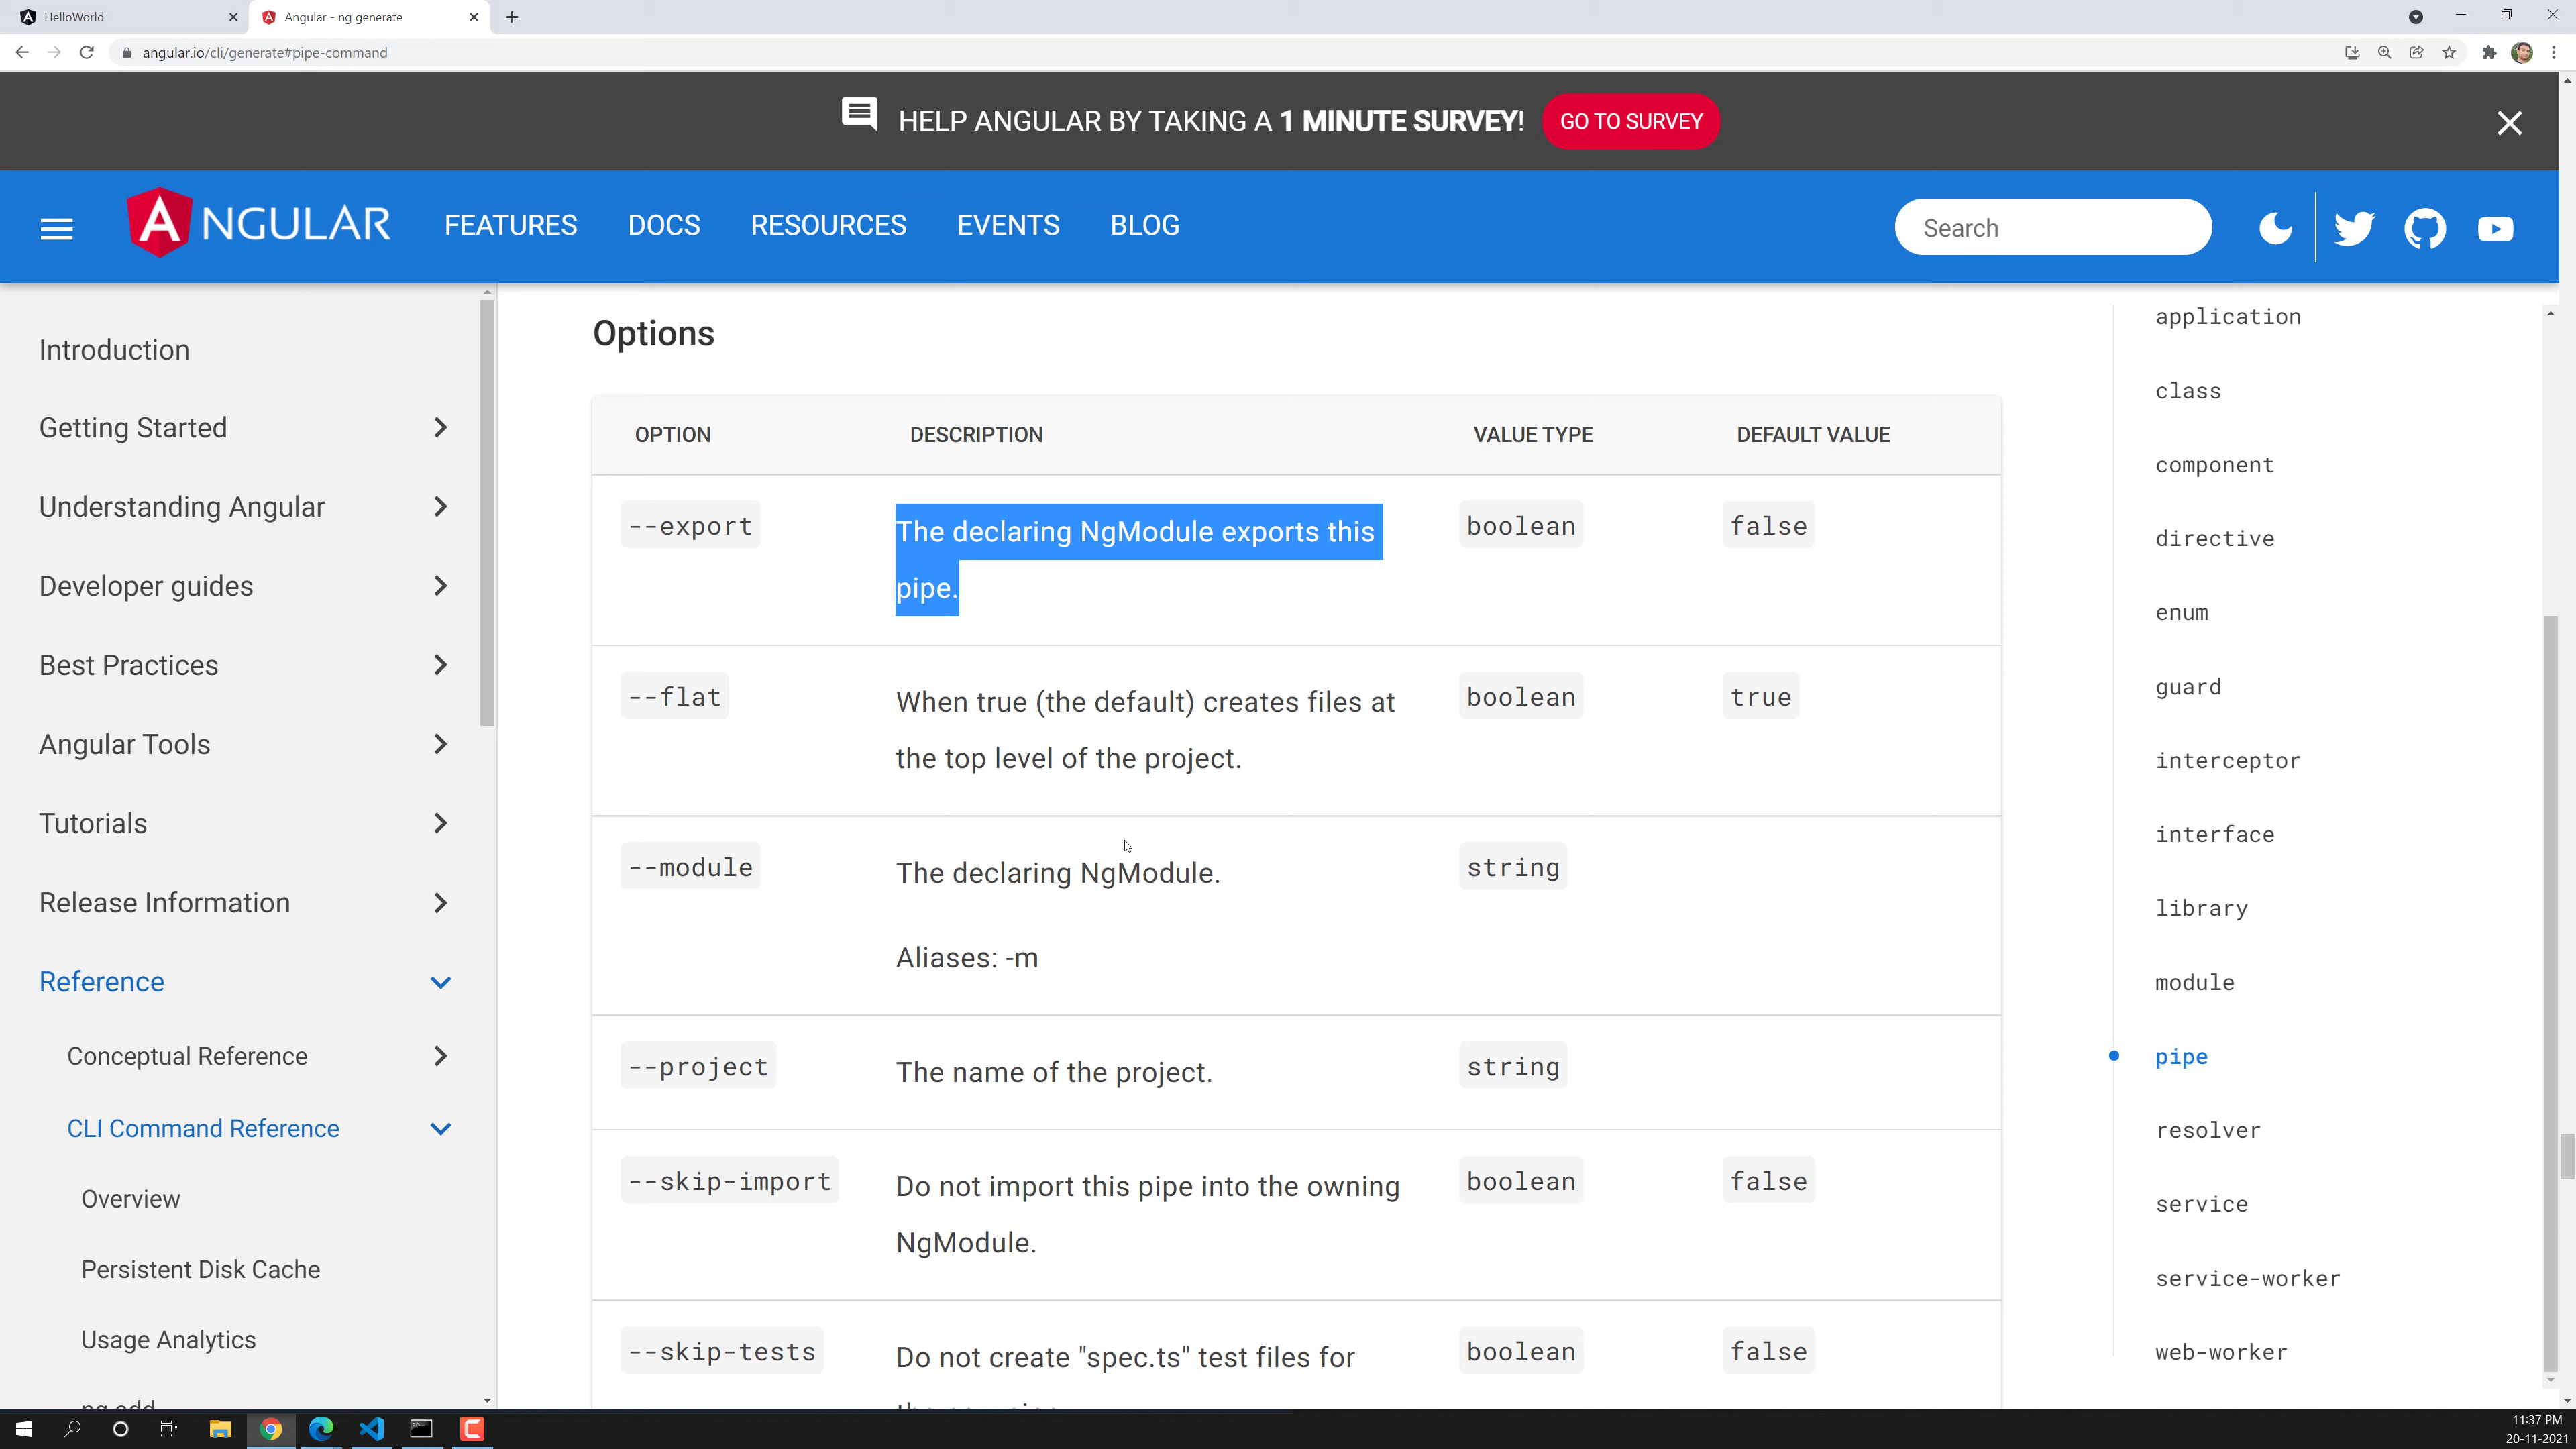 HelloWorld
Angular - ng generate
angular.io/cli/generate#pipe-command
HELP ANGULAR BY TAKING A 1 MINUTE SURVEY!
GO TO SURVEY
ANGULAR
FEATURES
DOCS
RESOURCES
EVENTS
BLOG
Search
Introduction
Getting Started
Understanding Angular
Developer guides
Best Practices
Angular Tools
Tutorials
Release Information
Reference
Conceptual Reference
CLI Command Reference
Overview
Persistent Disk Cache
Usage Analytics
ng add
Options
OPTION DESCRIPTION VALUE TYPE DEFAULT VALUE
--export The declaring NgModule exports this boolean false
pipe.
--flat When true (the default) creates files at boolean true
the top level of the project.
--module The declaring NgModule. string
Aliases: -m
--project The name of the project. string
--skip-import Do not import this pipe into the owning boolean false
NgModule.
--skip-tests Do not create "spec.ts" test files for boolean false
application
class
component
directive
enum
guard
interceptor
interface
library
module
pipe
resolver
service
service-worker
web-worker
11:37 PM
20-11-2021